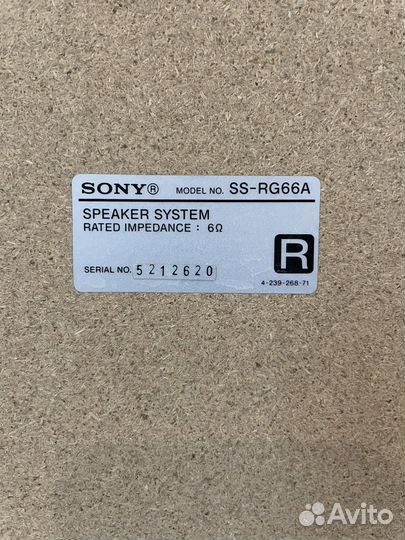 SONY® MODEL NO. SS-RG66A
SPEAKER SYSTEM
RATED IMPEDANCE : 6Ω
R
SERIAL NO. 5212620
4-239-268-71
Avito